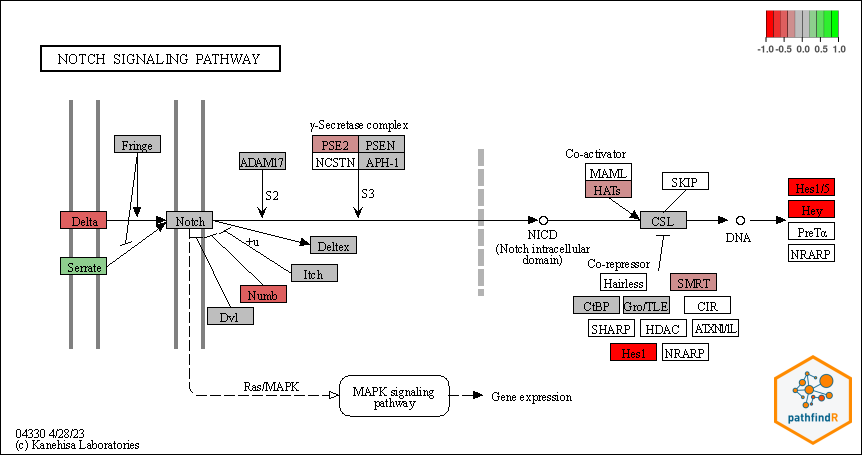 -1.0 -0.5 0.0 0.5 1.0
NOTCH SIGNALING PATHWAY
γ-Secretase complex
Fringe
PSE2 PSEN
NCSTN APH-1
ADAM17
S2
S3
Co-activator
MAML
HATs
SKIP
Hes1/5
Hey
PreTα
NRARP
Delta
Notch
Serrate
Deltex
+u
Itch
Numb
Dvl
NICD
(Notch intracellular
domain)
CSL
DNA
Co-repressor
Hairless
SMRT
CtBP
Gro/TLE
CIR
SHARP
HDAC
ATXN1/1L
Hes1
NRARP
Ras/MAPK
MAPK signaling
pathway
Gene expression
04330 4/28/23
(c) Kanehisa Laboratories
pathfindR